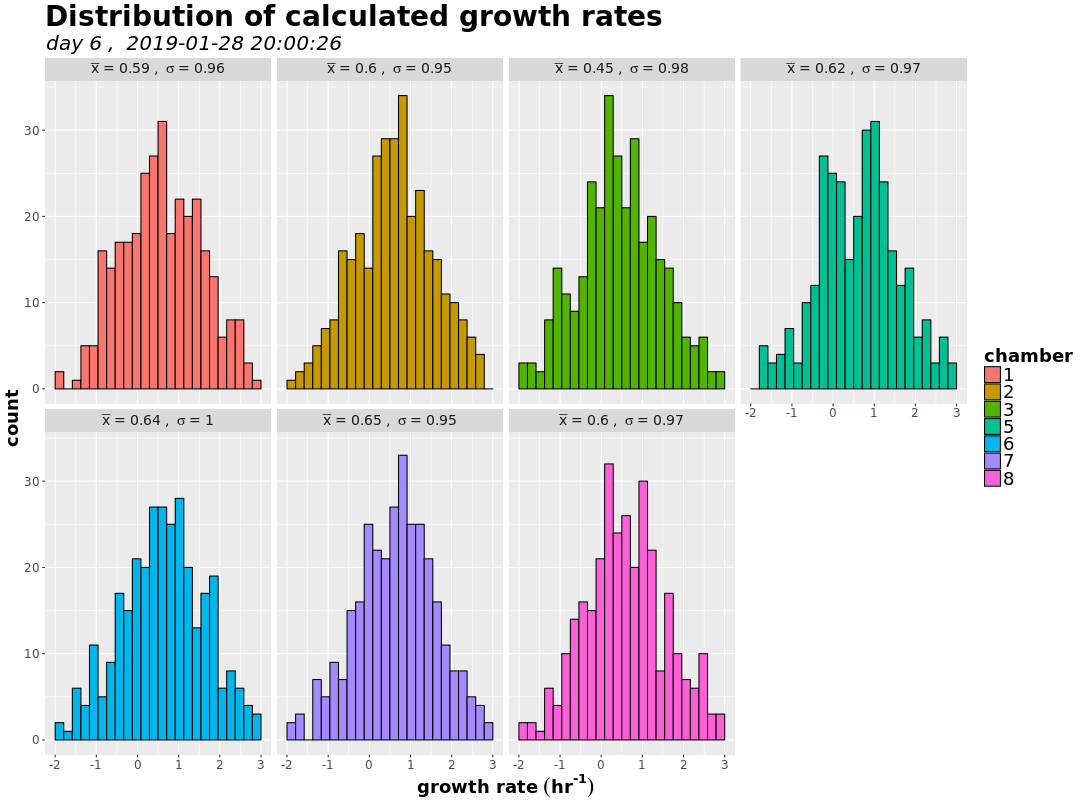 Distribution of calculated growth rates
day 6 ,  2019-01-28 20:00:26
x̅ = 0.59 ,  σ = 0.96
x̅ = 0.6 ,  σ = 0.95
x̅ = 0.45 ,  σ = 0.98
x̅ = 0.62 ,  σ = 0.97
30
20
10
0
-2 -1 0 1 2 3
count
chamber
1
2
3
5
6
7
8
x̅ = 0.64 ,  σ = 1
x̅ = 0.65 ,  σ = 0.95
x̅ = 0.6 ,  σ = 0.97
30
20
10
0
-2 -1 0 1 2 3
-2 -1 0 1 2 3
-2 -1 0 1 2 3
growth rate (hr⁻¹)